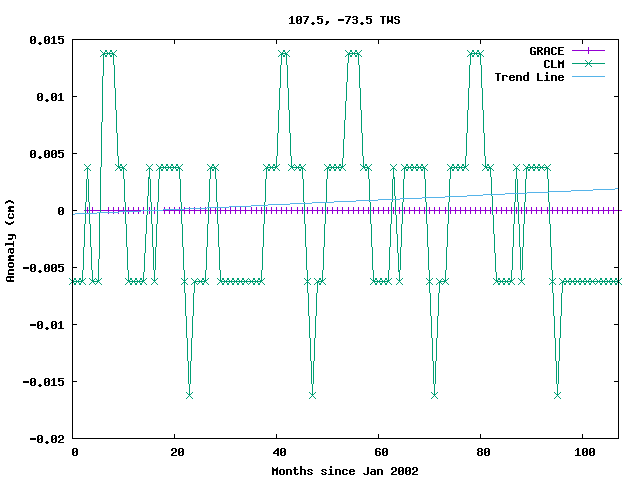 107.5, -73.5 TWS
GRACE
CLM
Trend Line
0.015
0.01
0.005
0
-0.005
-0.01
-0.015
-0.02
Anomaly (cm)
0 20 40 60 80 100
Months since Jan 2002